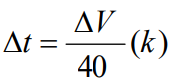 Δt = ΔV/40 (k)